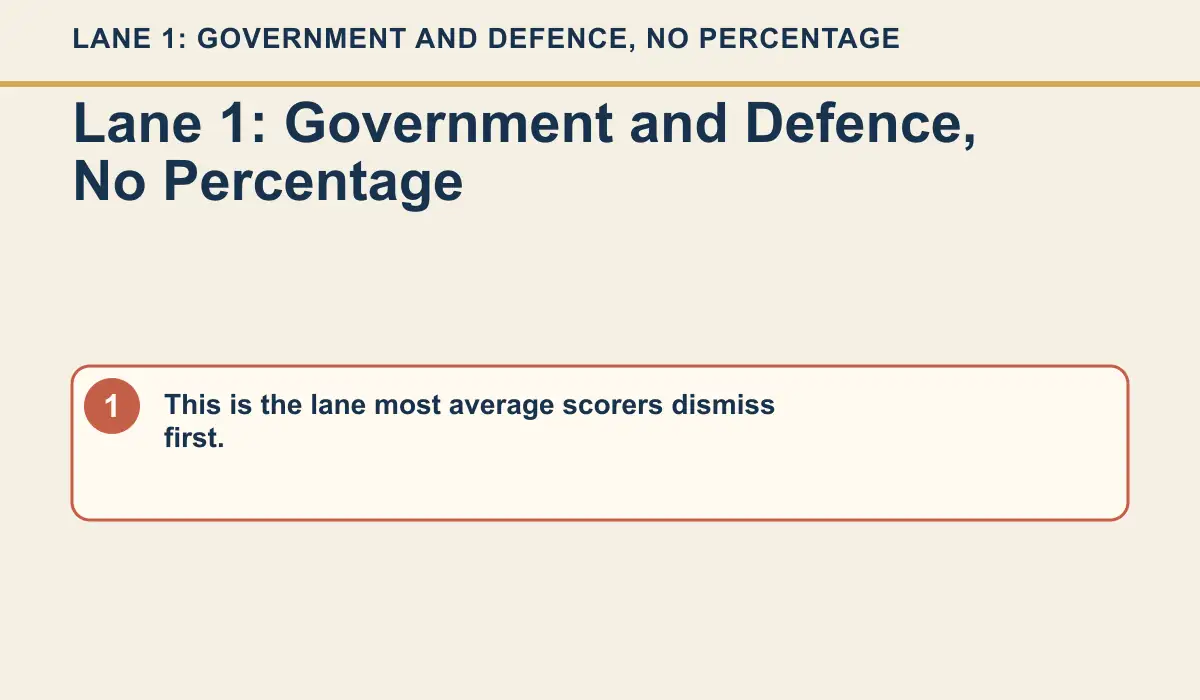 LANE 1: GOVERNMENT AND DEFENCE, NO PERCENTAGE
Lane 1: Government and Defence,
No Percentage
1
This is the lane most average scorers dismiss
first.